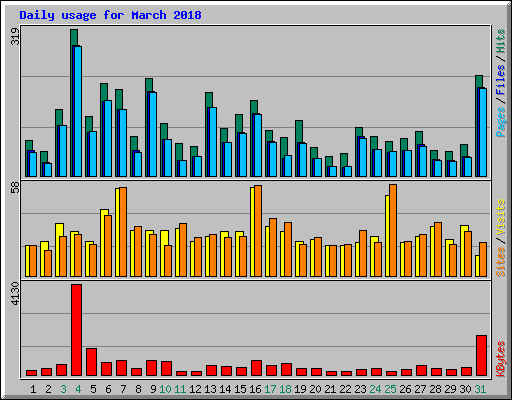 Daily usage for March 2018
319
Pages / Files / Hits
58
Sites / Visits
4130
KBytes
1 2 3 4 5 6 7 8 9 10 11 12 13 14 15 16 17 18 19 20 21 22 23 24 25 26 27 28 29 30 31